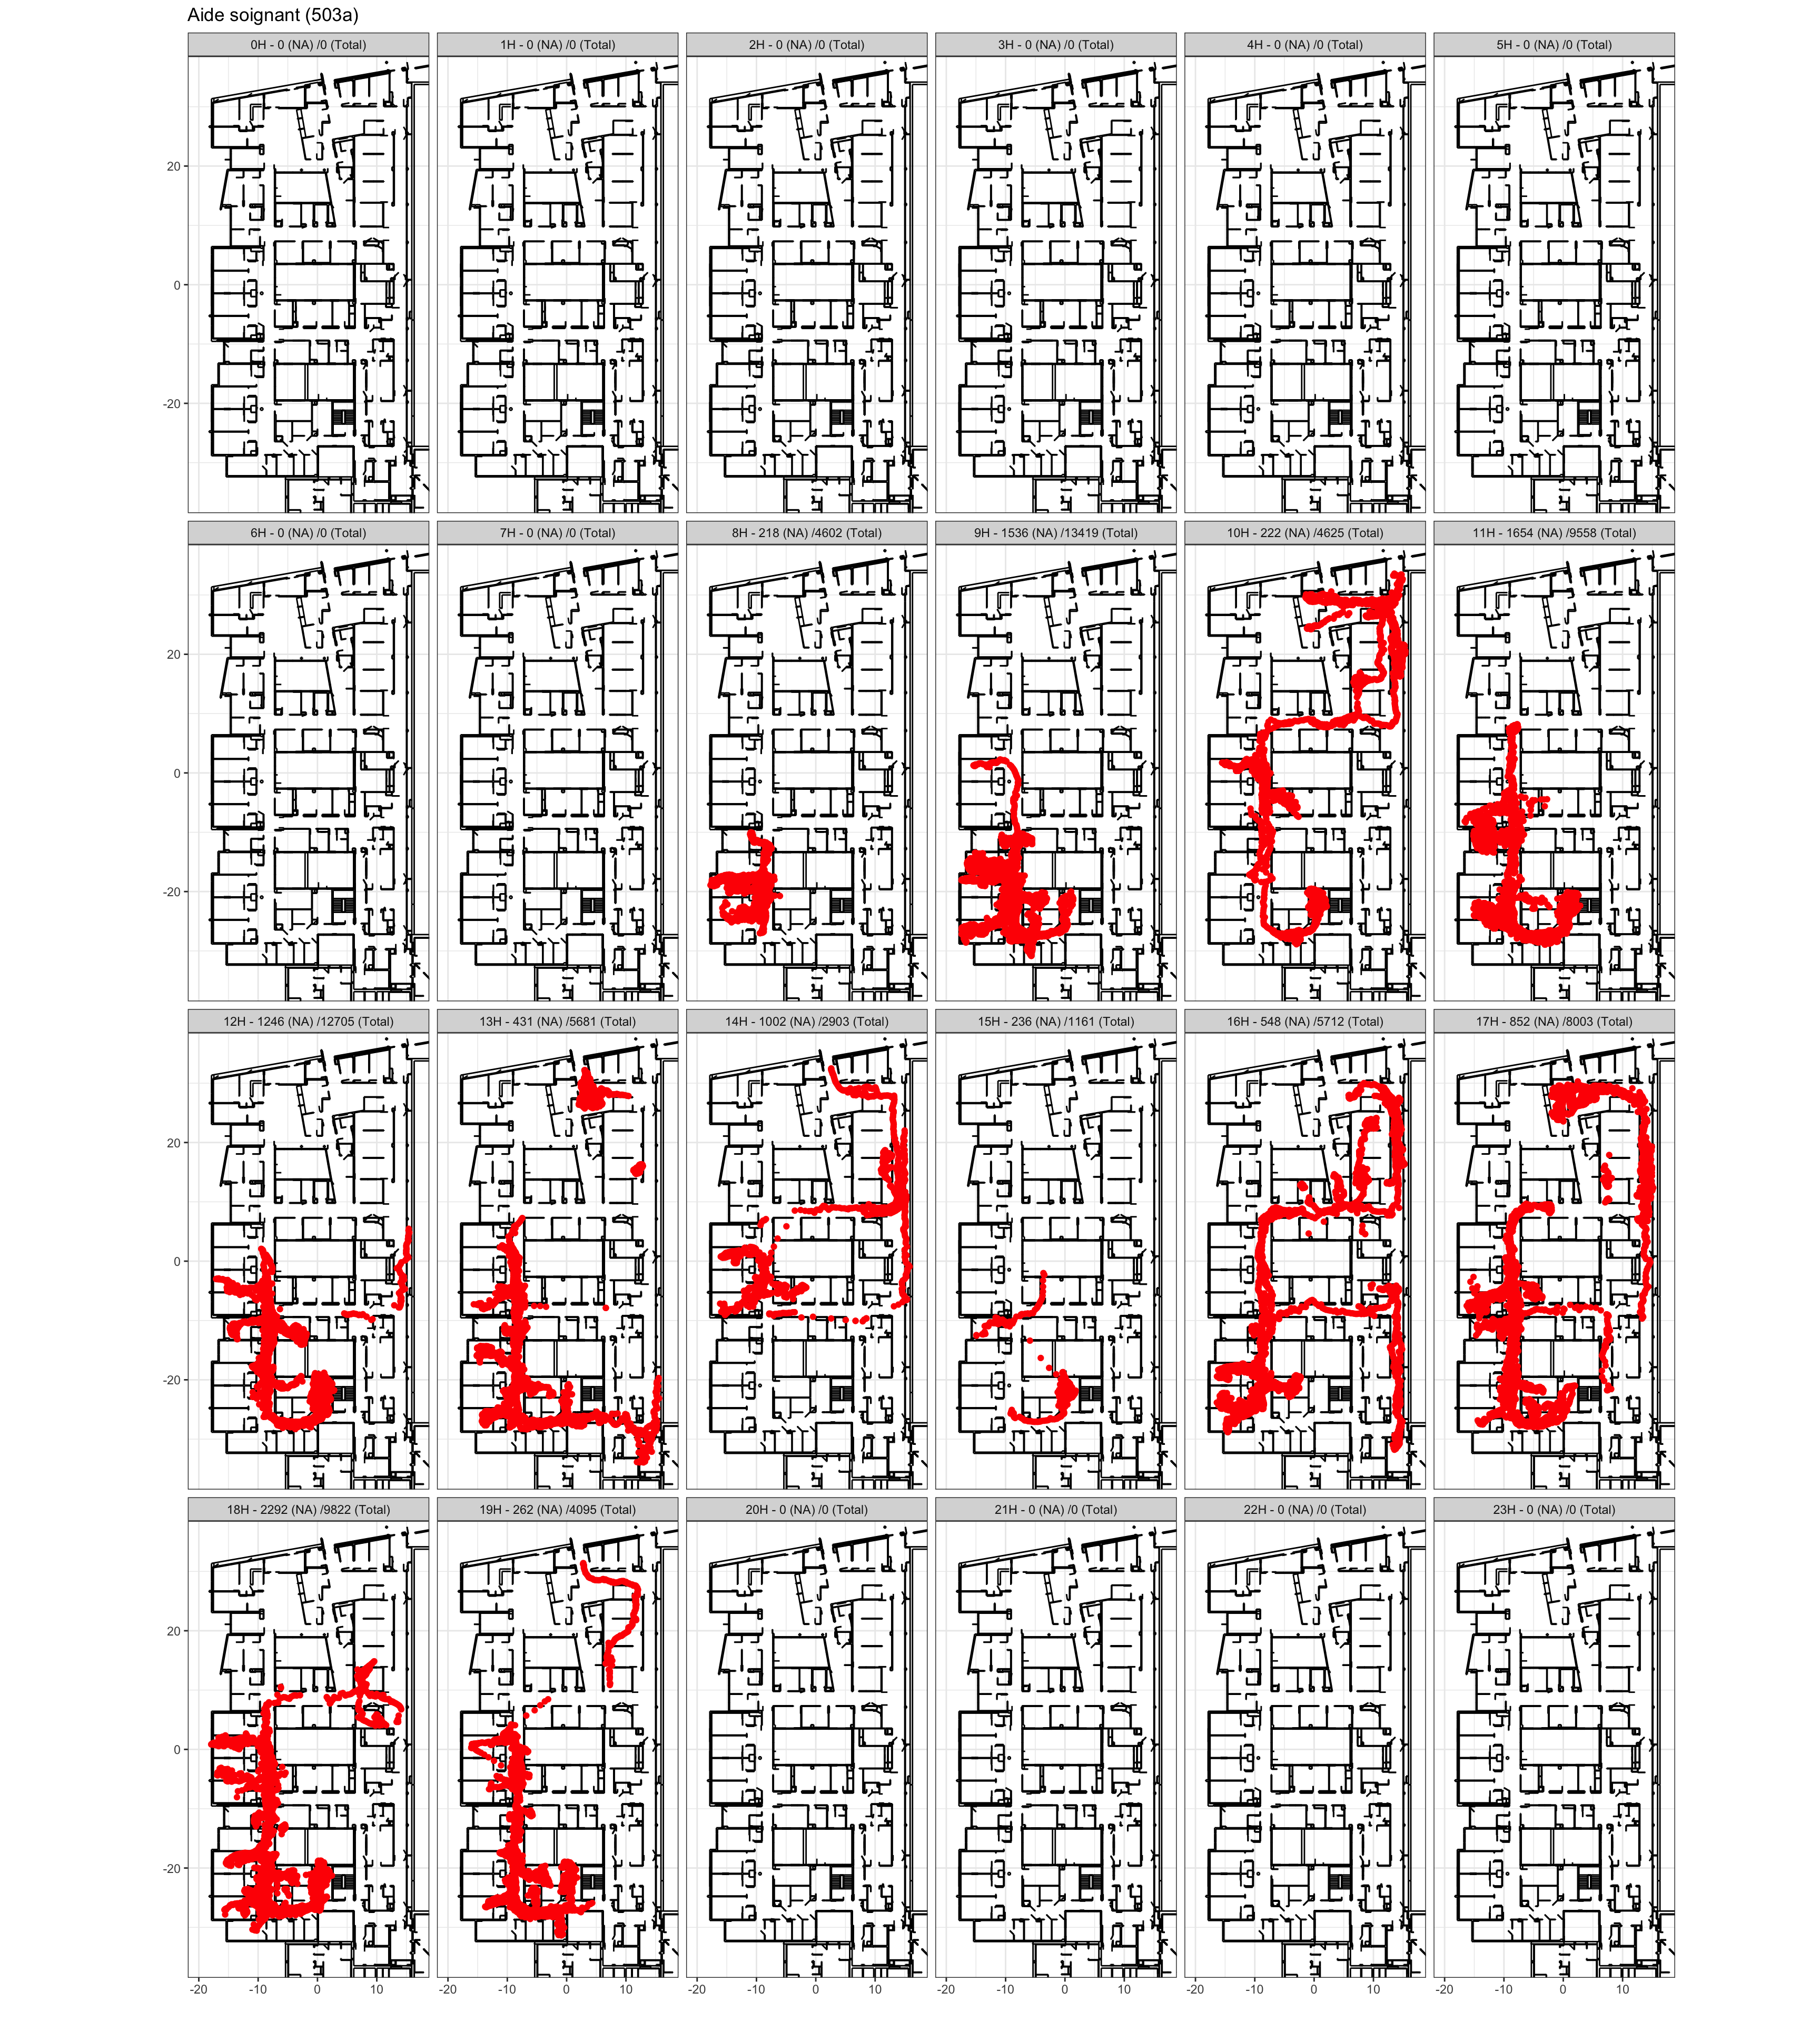 Aide soignant (503a)
0H - 0 (NA) /0 (Total) 1H - 0 (NA) /0 (Total) 2H - 0 (NA) /0 (Total) 3H - 0 (NA) /0 (Total) 4H - 0 (NA) /0 (Total) 5H - 0 (NA) /0 (Total)
20
0
-20
6H - 0 (NA) /0 (Total) 7H - 0 (NA) /0 (Total) 8H - 218 (NA) /4602 (Total) 9H - 1536 (NA) /13419 (Total) 10H - 222 (NA) /4625 (Total) 11H - 1654 (NA) /9558 (Total)
20
0
-20
12H - 1246 (NA) /12705 (Total) 13H - 431 (NA) /5681 (Total) 14H - 1002 (NA) /2903 (Total) 15H - 236 (NA) /1161 (Total) 16H - 548 (NA) /5712 (Total) 17H - 852 (NA) /8003 (Total)
20
0
-20
18H - 2292 (NA) /9822 (Total) 19H - 262 (NA) /4095 (Total) 20H - 0 (NA) /0 (Total) 21H - 0 (NA) /0 (Total) 22H - 0 (NA) /0 (Total) 23H - 0 (NA) /0 (Total)
20
0
-20
-20 -10 0 10 -20 -10 0 10 -20 -10 0 10 -20 -10 0 10 -20 -10 0 10 -20 -10 0 10